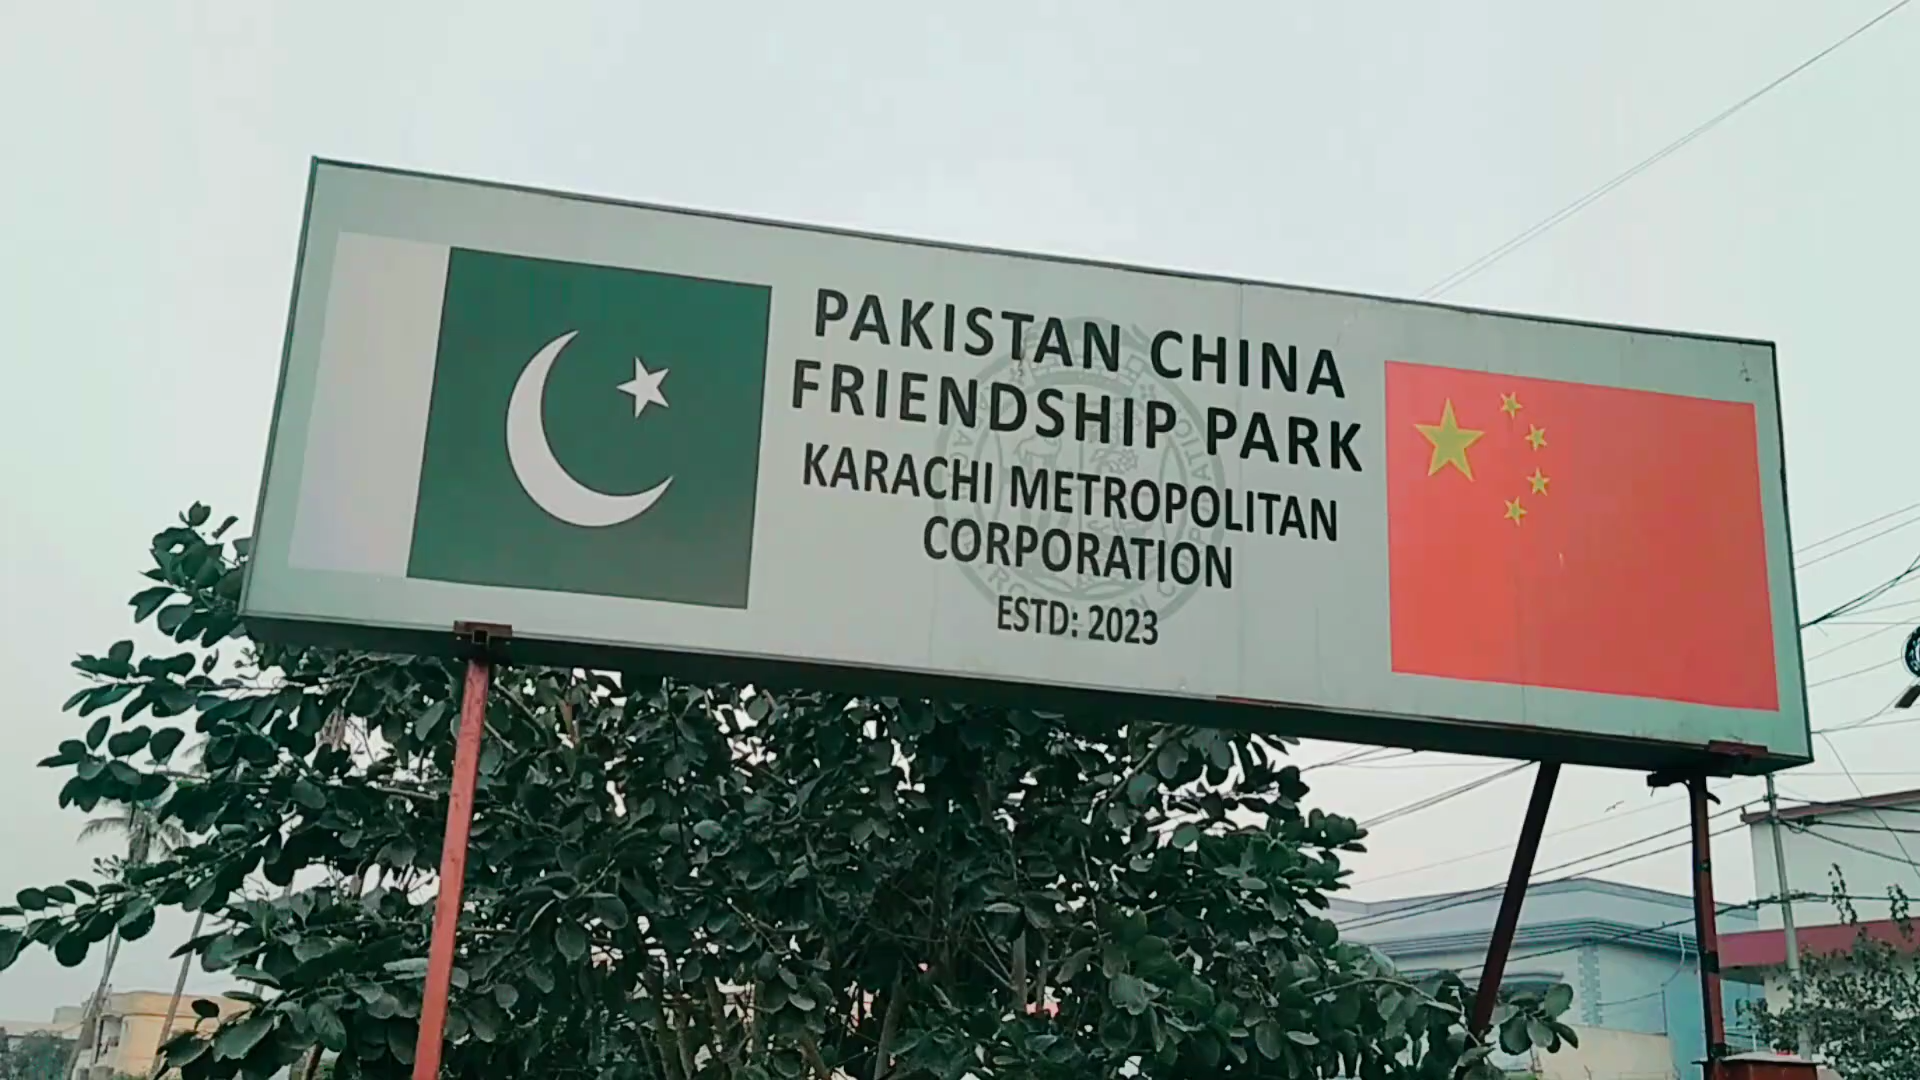 PAKISTAN CHINA
FRIENDSHIP PARK
KARACHI METROPOLITAN
CORPORATION
ESTD: 2023